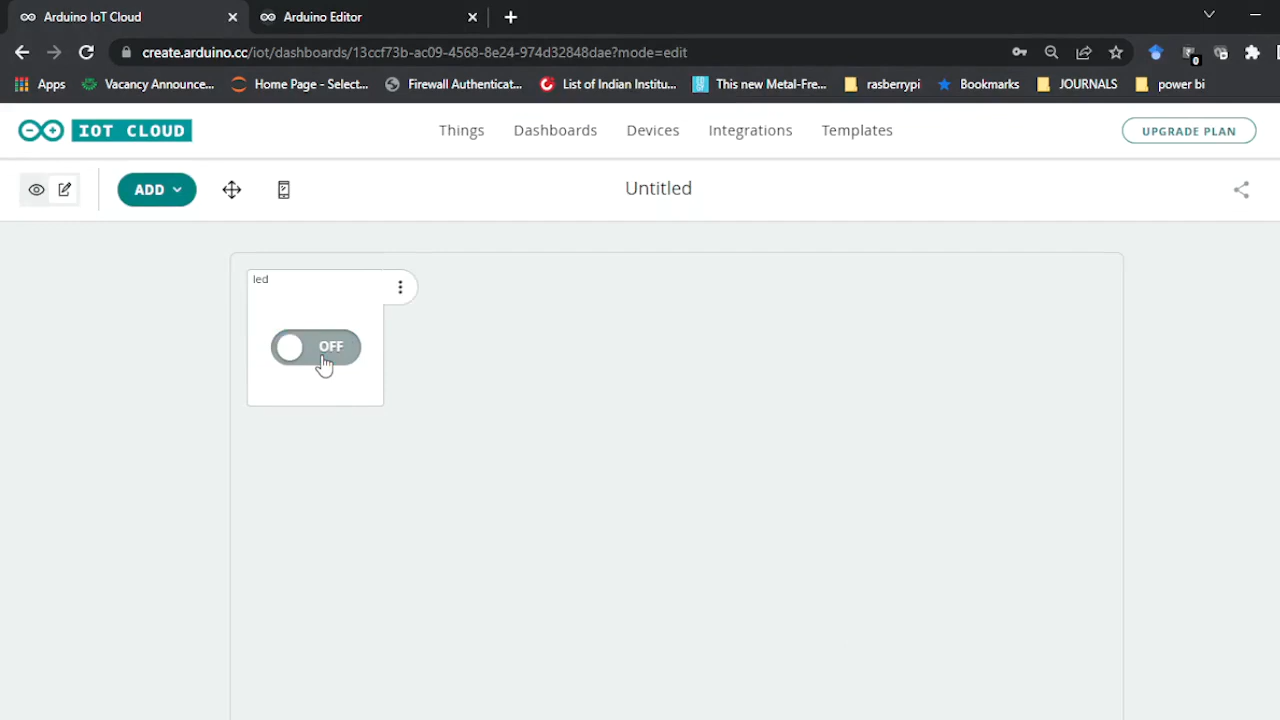 Arduino IoT Cloud
Arduino Editor
create.arduino.cc/iot/dashboards/13ccf73b-ac09-4568-8e24-974d32848dae?mode=edit
0
Apps
Vacancy Announce...
Home Page - Select...
Firewall Authenticat...
List of Indian Institu...
This new Metal-Fre...
rasberrypi
Bookmarks
JOURNALS
power bi
IOT CLOUD
Things
Dashboards
Devices
Integrations
Templates
UPGRADE PLAN
ADD
Untitled
led
OFF